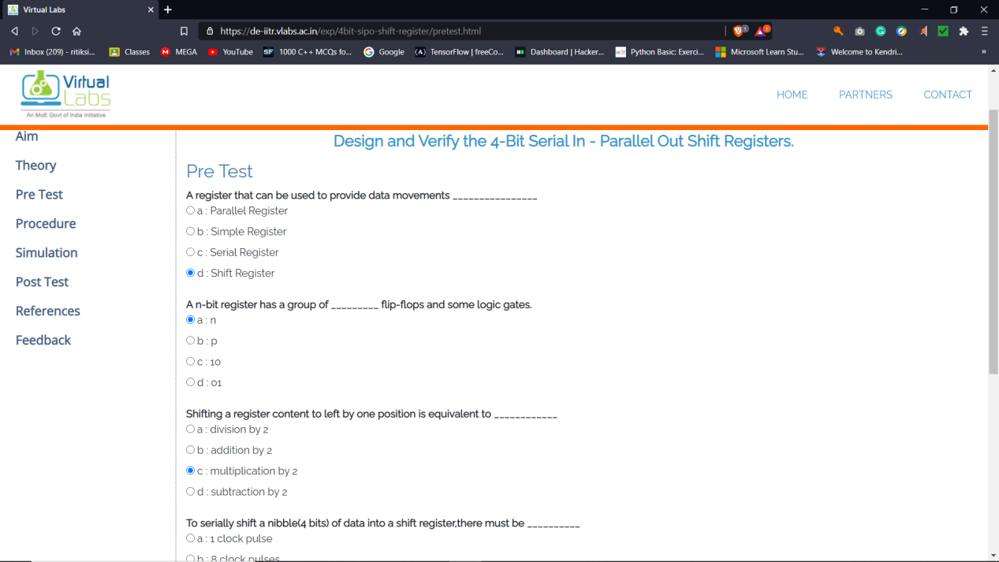 Virtual Labs
https://de-iitr.vlabs.ac.in/exp/4bit-sipo-shift-register/pretest.html
1
1
Inbox (209) - ritiksi...
Classes
MEGA
YouTube
SF 1000 C++ MCQs fo...
Google
(A) TensorFlow | freeCo...
Dashboard | Hacker...
w3r Python Basic: Exerci...
Microsoft Learn Stu...
Welcome to Kendri...
»
Virtual
Labs
An MoE Govt of India Initiative
HOME
PARTNERS
CONTACT
Aim
Theory
Pre Test
Procedure
Simulation
Post Test
References
Feedback
Design and Verify the 4-Bit Serial In - Parallel Out Shift Registers.
Pre Test
A register that can be used to provide data movements ________________
a : Parallel Register
b : Simple Register
c : Serial Register
d : Shift Register
A n-bit register has a group of _________ flip-flops and some logic gates.
a : n
b : p
c : 10
d : 01
Shifting a register content to left by one position is equivalent to ____________
a : division by 2
b : addition by 2
c : multiplication by 2
d : subtraction by 2
To serially shift a nibble(4 bits) of data into a shift register,there must be __________
a : 1 clock pulse
b : 8 clock pulses